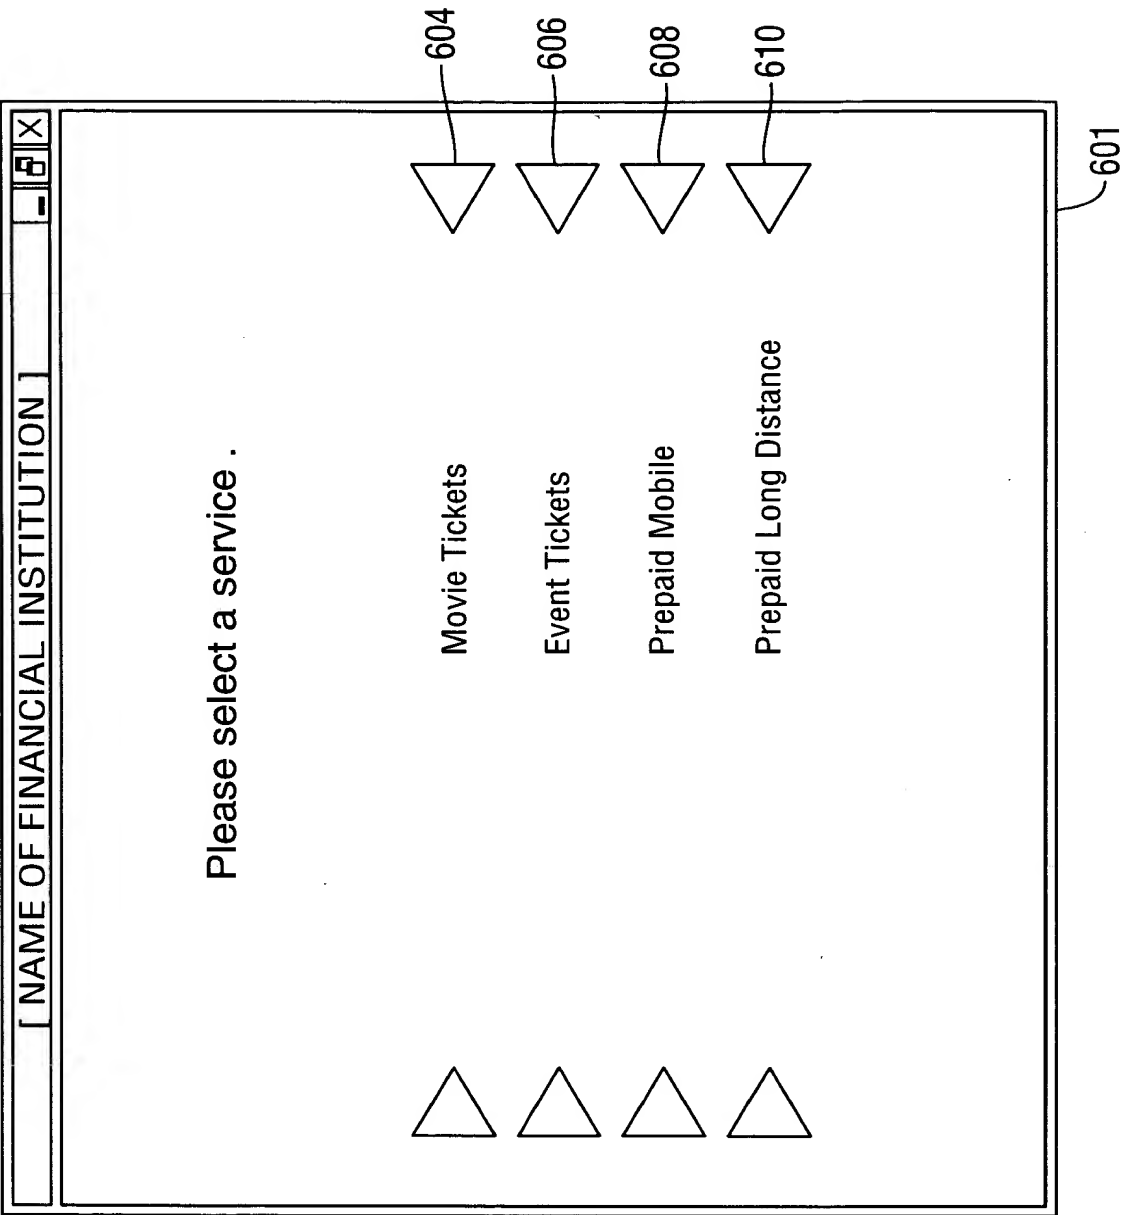 [ NAME OF FINANCIAL INSTITUTION ]
Please select a service .
Movie Tickets
604
Event Tickets
606
Prepaid Mobile
608
Prepaid Long Distance
610
601